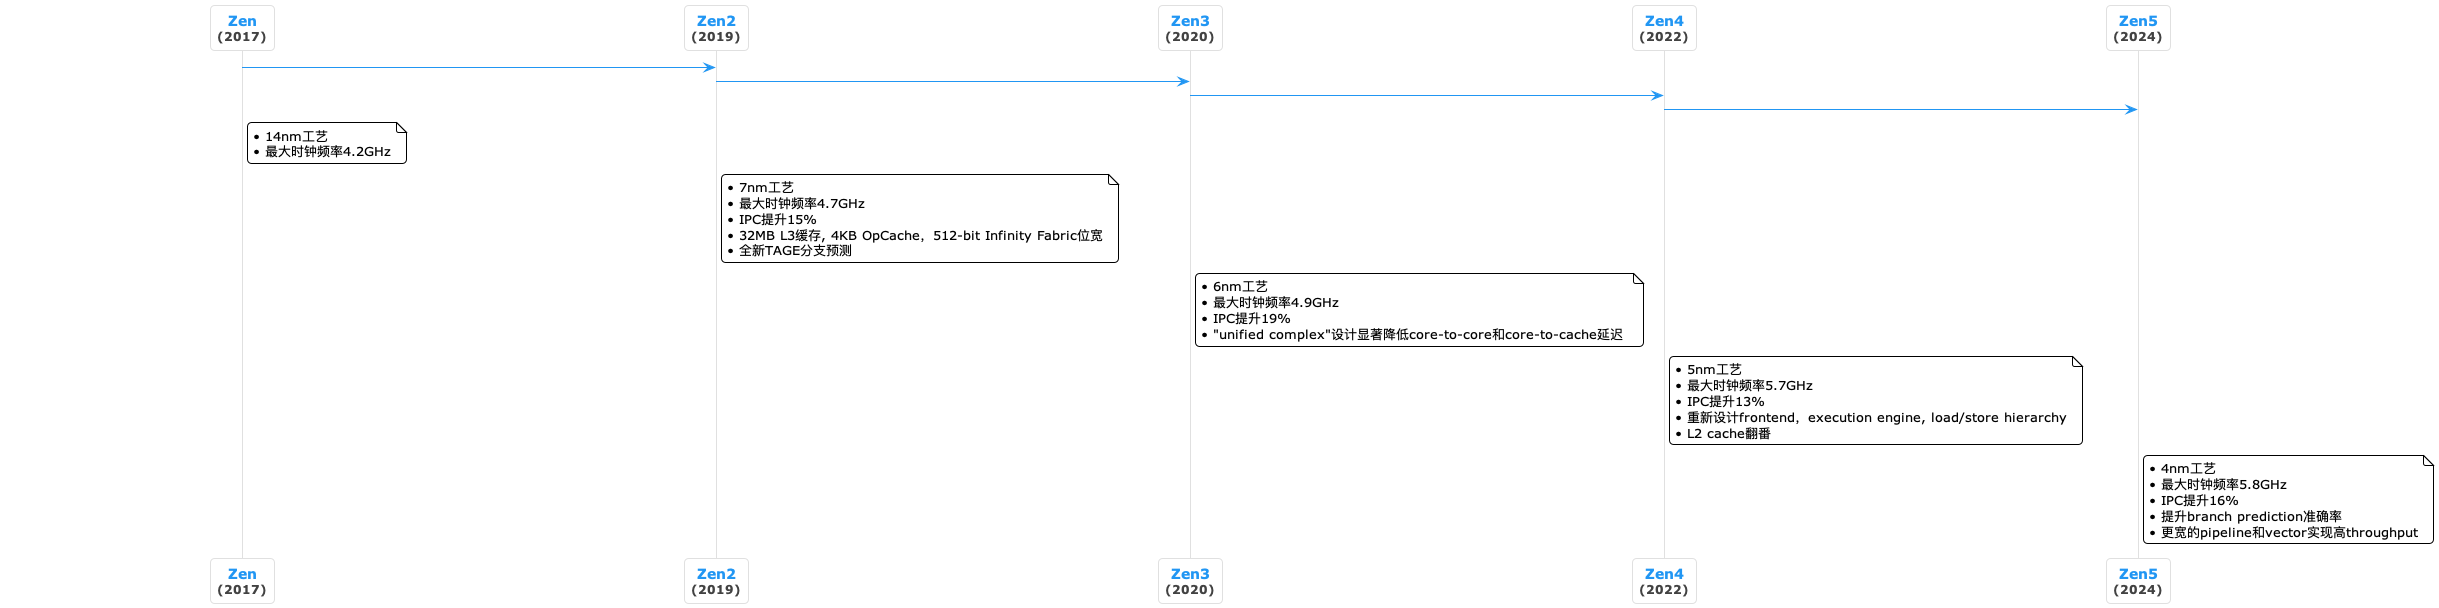 Zen
(2017)
Zen2
(2019)
Zen3
(2020)
Zen4
(2022)
Zen5
(2024)
• 14nm工艺
• 最大时钟频率4.2GHz
• 7nm工艺
• 最大时钟频率4.7GHz
• IPC提升15%
• 32MB L3缓存, 4KB OpCache，512-bit Infinity Fabric位宽
• 全新TAGE分支预测
• 6nm工艺
• 最大时钟频率4.9GHz
• IPC提升19%
• "unified complex"设计显著降低core-to-core和core-to-cache延迟
• 5nm工艺
• 最大时钟频率5.7GHz
• IPC提升13%
• 重新设计frontend，execution engine, load/store hierarchy
• L2 cache翻番
• 4nm工艺
• 最大时钟频率5.8GHz
• IPC提升16%
• 提升branch prediction准确率
• 更宽的pipeline和vector实现高throughput
Zen
(2017)
Zen2
(2019)
Zen3
(2020)
Zen4
(2022)
Zen5
(2024)